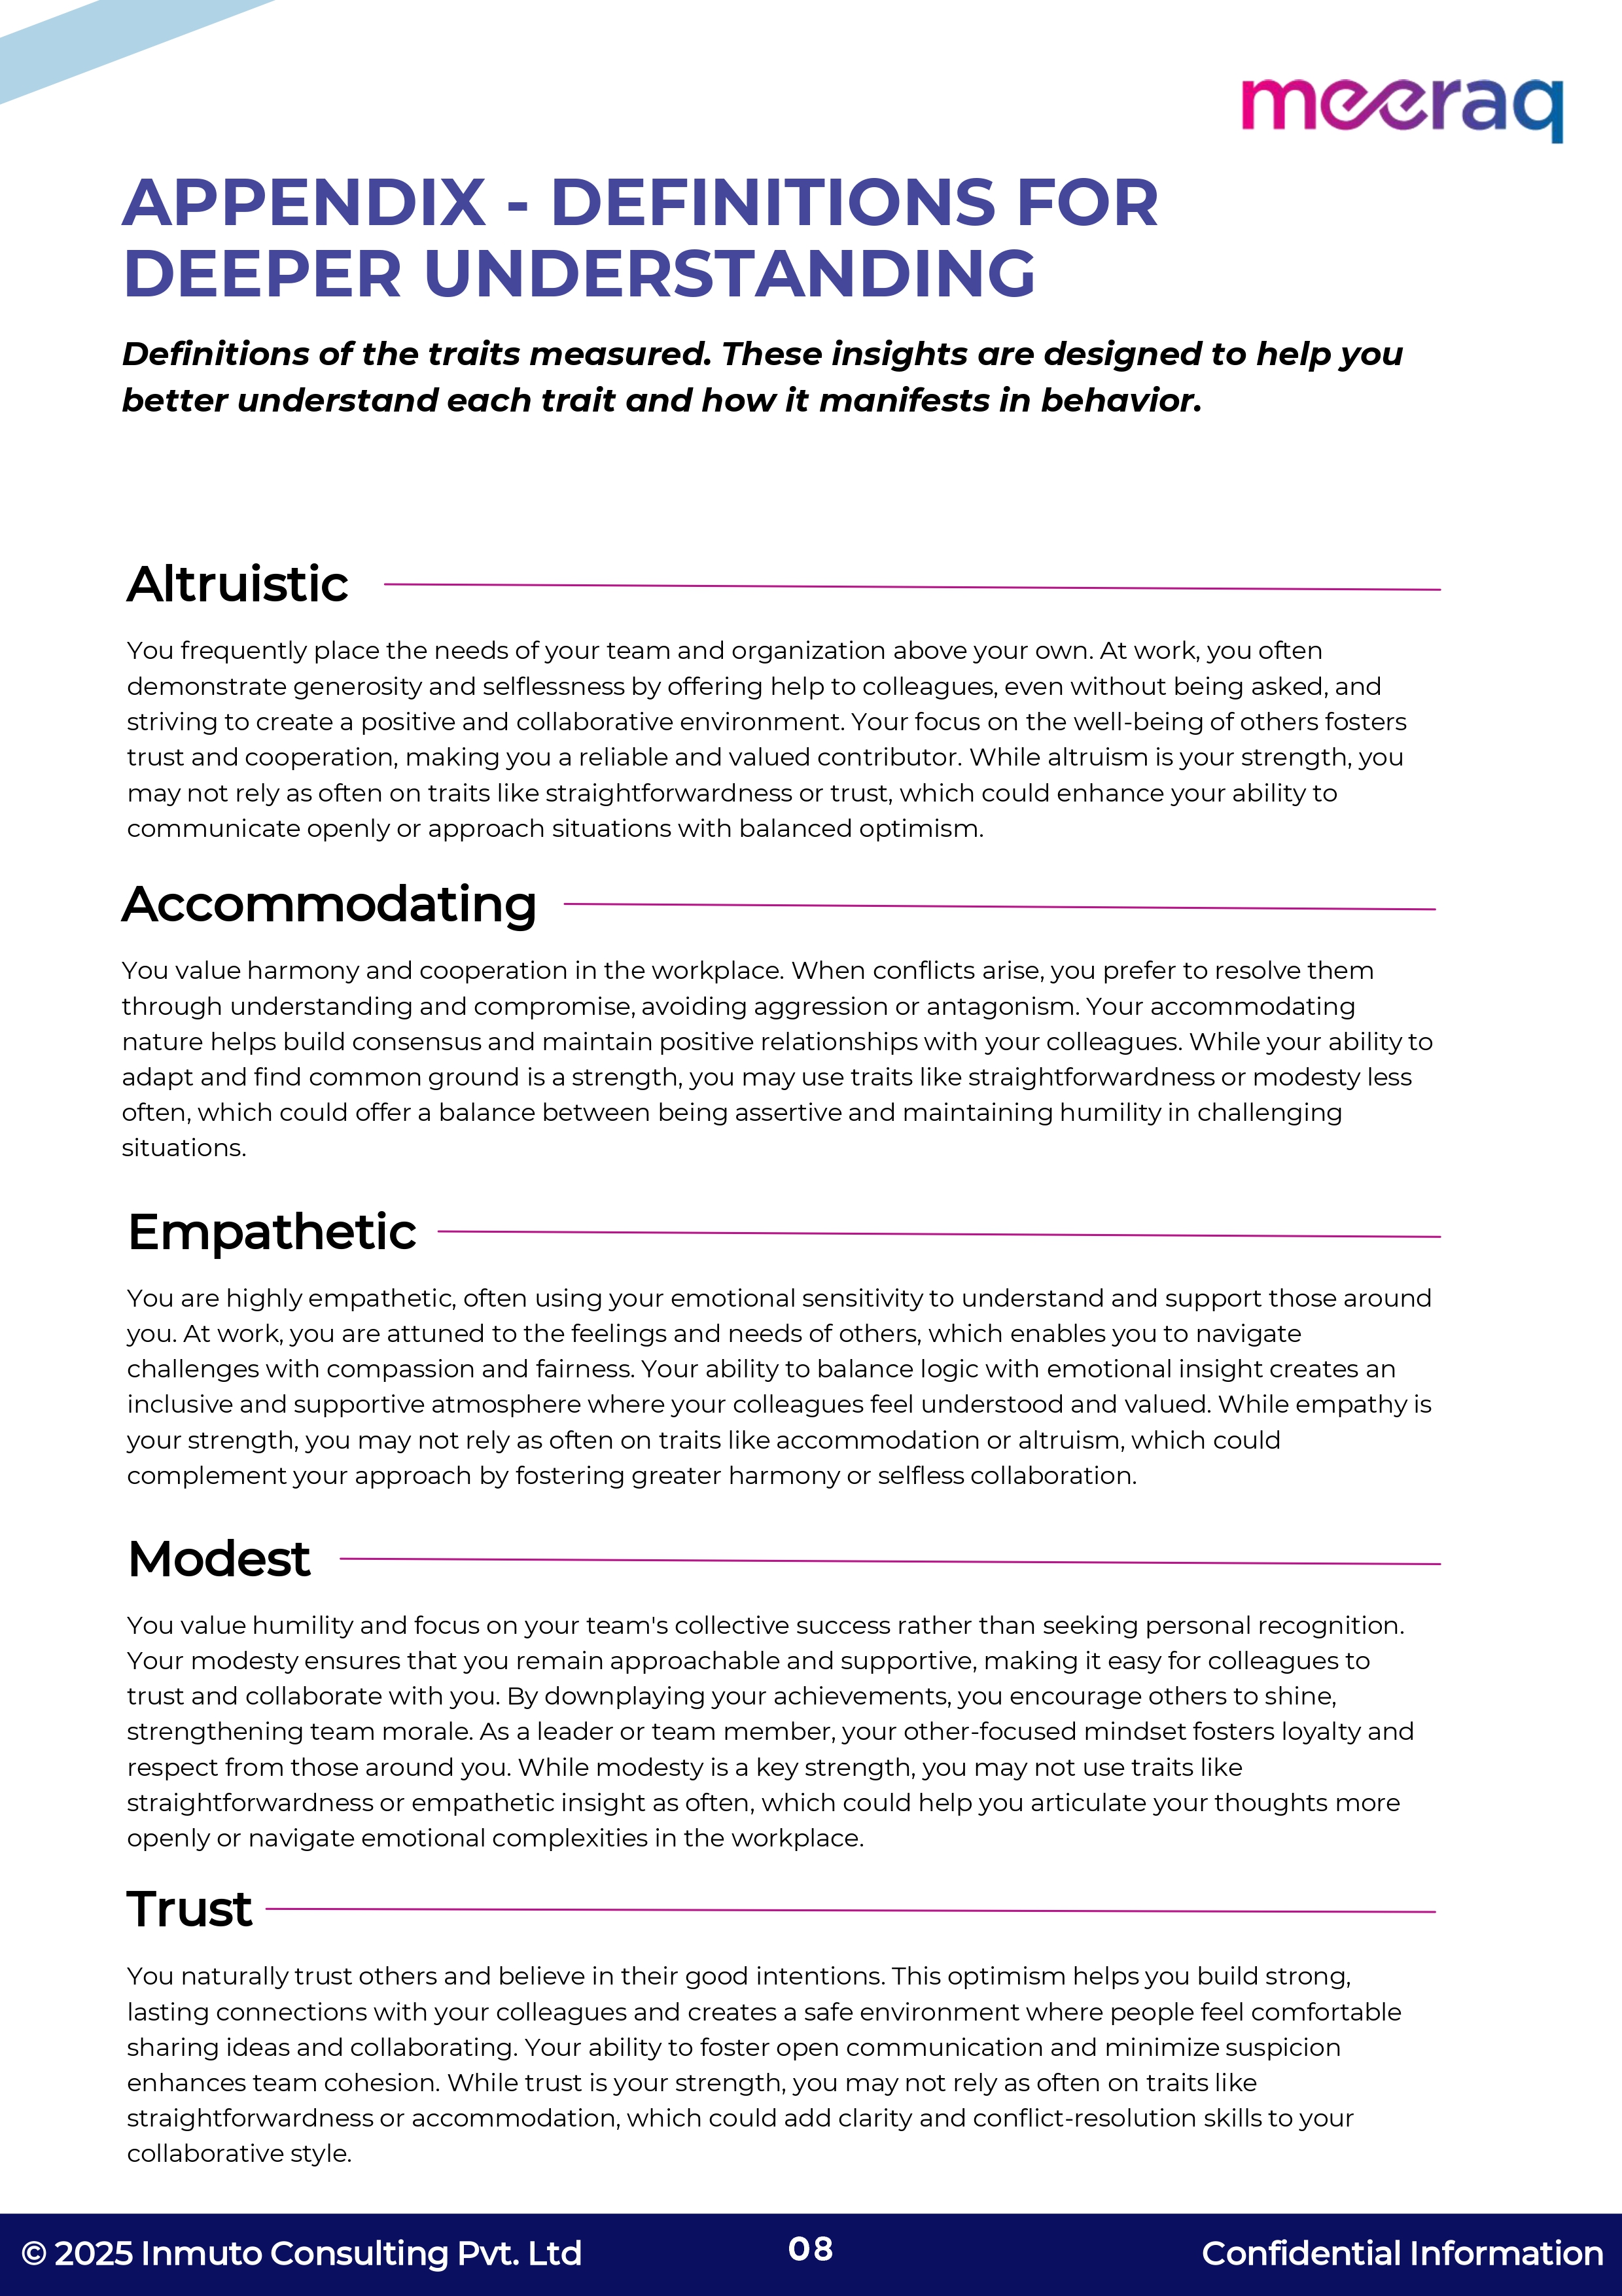 meeraq
APPENDIX - DEFINITIONS FOR
DEEPER UNDERSTANDING
Definitions of the traits measured. These insights are designed to help you
better understand each trait and how it manifests in behavior.
Altruistic
You frequently place the needs of your team and organization above your own. At work, you often
demonstrate generosity and selflessness by offering help to colleagues, even without being asked, and
striving to create a positive and collaborative environment. Your focus on the well-being of others fosters
trust and cooperation, making you a reliable and valued contributor. While altruism is your strength, you
may not rely as often on traits like straightforwardness or trust, which could enhance your ability to
communicate openly or approach situations with balanced optimism.
Accommodating
You value harmony and cooperation in the workplace. When conflicts arise, you prefer to resolve them
through understanding and compromise, avoiding aggression or antagonism. Your accommodating
nature helps build consensus and maintain positive relationships with your colleagues. While your ability to
adapt and find common ground is a strength, you may use traits like straightforwardness or modesty less
often, which could offer a balance between being assertive and maintaining humility in challenging
situations.
Empathetic
You are highly empathetic, often using your emotional sensitivity to understand and support those around
you. At work, you are attuned to the feelings and needs of others, which enables you to navigate
challenges with compassion and fairness. Your ability to balance logic with emotional insight creates an
inclusive and supportive atmosphere where your colleagues feel understood and valued. While empathy is
your strength, you may not rely as often on traits like accommodation or altruism, which could
complement your approach by fostering greater harmony or selfless collaboration.
Modest
You value humility and focus on your team's collective success rather than seeking personal recognition.
Your modesty ensures that you remain approachable and supportive, making it easy for colleagues to
trust and collaborate with you. By downplaying your achievements, you encourage others to shine,
strengthening team morale. As a leader or team member, your other-focused mindset fosters loyalty and
respect from those around you. While modesty is a key strength, you may not use traits like
straightforwardness or empathetic insight as often, which could help you articulate your thoughts more
openly or navigate emotional complexities in the workplace.
Trust
You naturally trust others and believe in their good intentions. This optimism helps you build strong,
lasting connections with your colleagues and creates a safe environment where people feel comfortable
sharing ideas and collaborating. Your ability to foster open communication and minimize suspicion
enhances team cohesion. While trust is your strength, you may not rely as often on traits like
straightforwardness or accommodation, which could add clarity and conflict-resolution skills to your
collaborative style.
© 2025 Inmuto Consulting Pvt. Ltd
08
Confidential Information